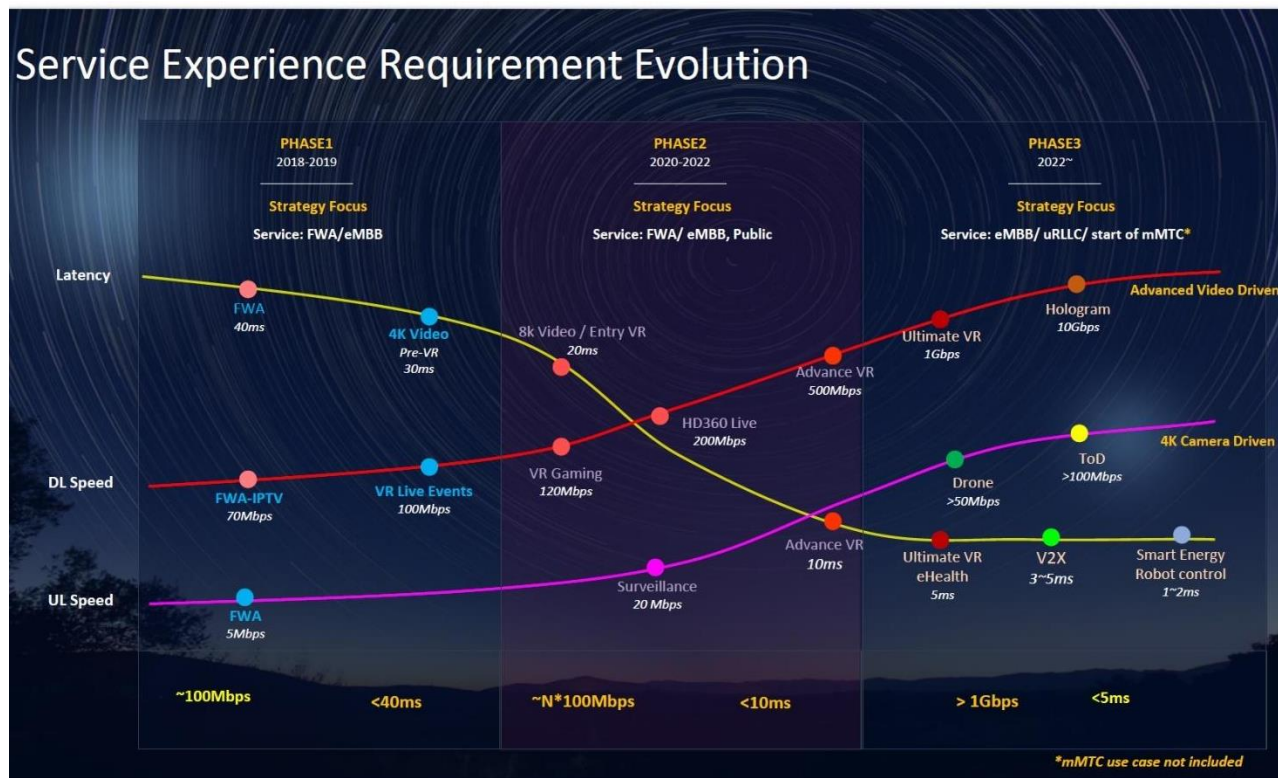 Service Experience Requirement Evolution
PHASE1
2018-2019
Strategy Focus
Service: FWA/eMBB
PHASE2
2020-2022
Strategy Focus
Service: FWA/ eMBB, Public
PHASE3
2022~
Strategy Focus
Service: eMBB/ uRLLC/ start of mMTC*
Latency
FWA
40ms
4K Video
Pre-VR
30ms
8k Video / Entry VR
20ms
Advance VR
500Mbps
Ultimate VR
1Gbps
Hologram
10Gbps
Advanced Video Driven
HD360 Live
200Mbps
DL Speed
FWA-IPTV
70Mbps
VR Live Events
100Mbps
VR Gaming
120Mbps
Drone
>50Mbps
ToD
>100Mbps
4K Camera Driven
Advance VR
10ms
Ultimate VR
eHealth
5ms
V2X
3~5ms
Smart Energy
Robot control
1~2ms
UL Speed
FWA
5Mbps
Surveillance
20 Mbps
~100Mbps
<40ms
~N*100Mbps
<10ms
> 1Gbps
<5ms
*mMTC use case not included